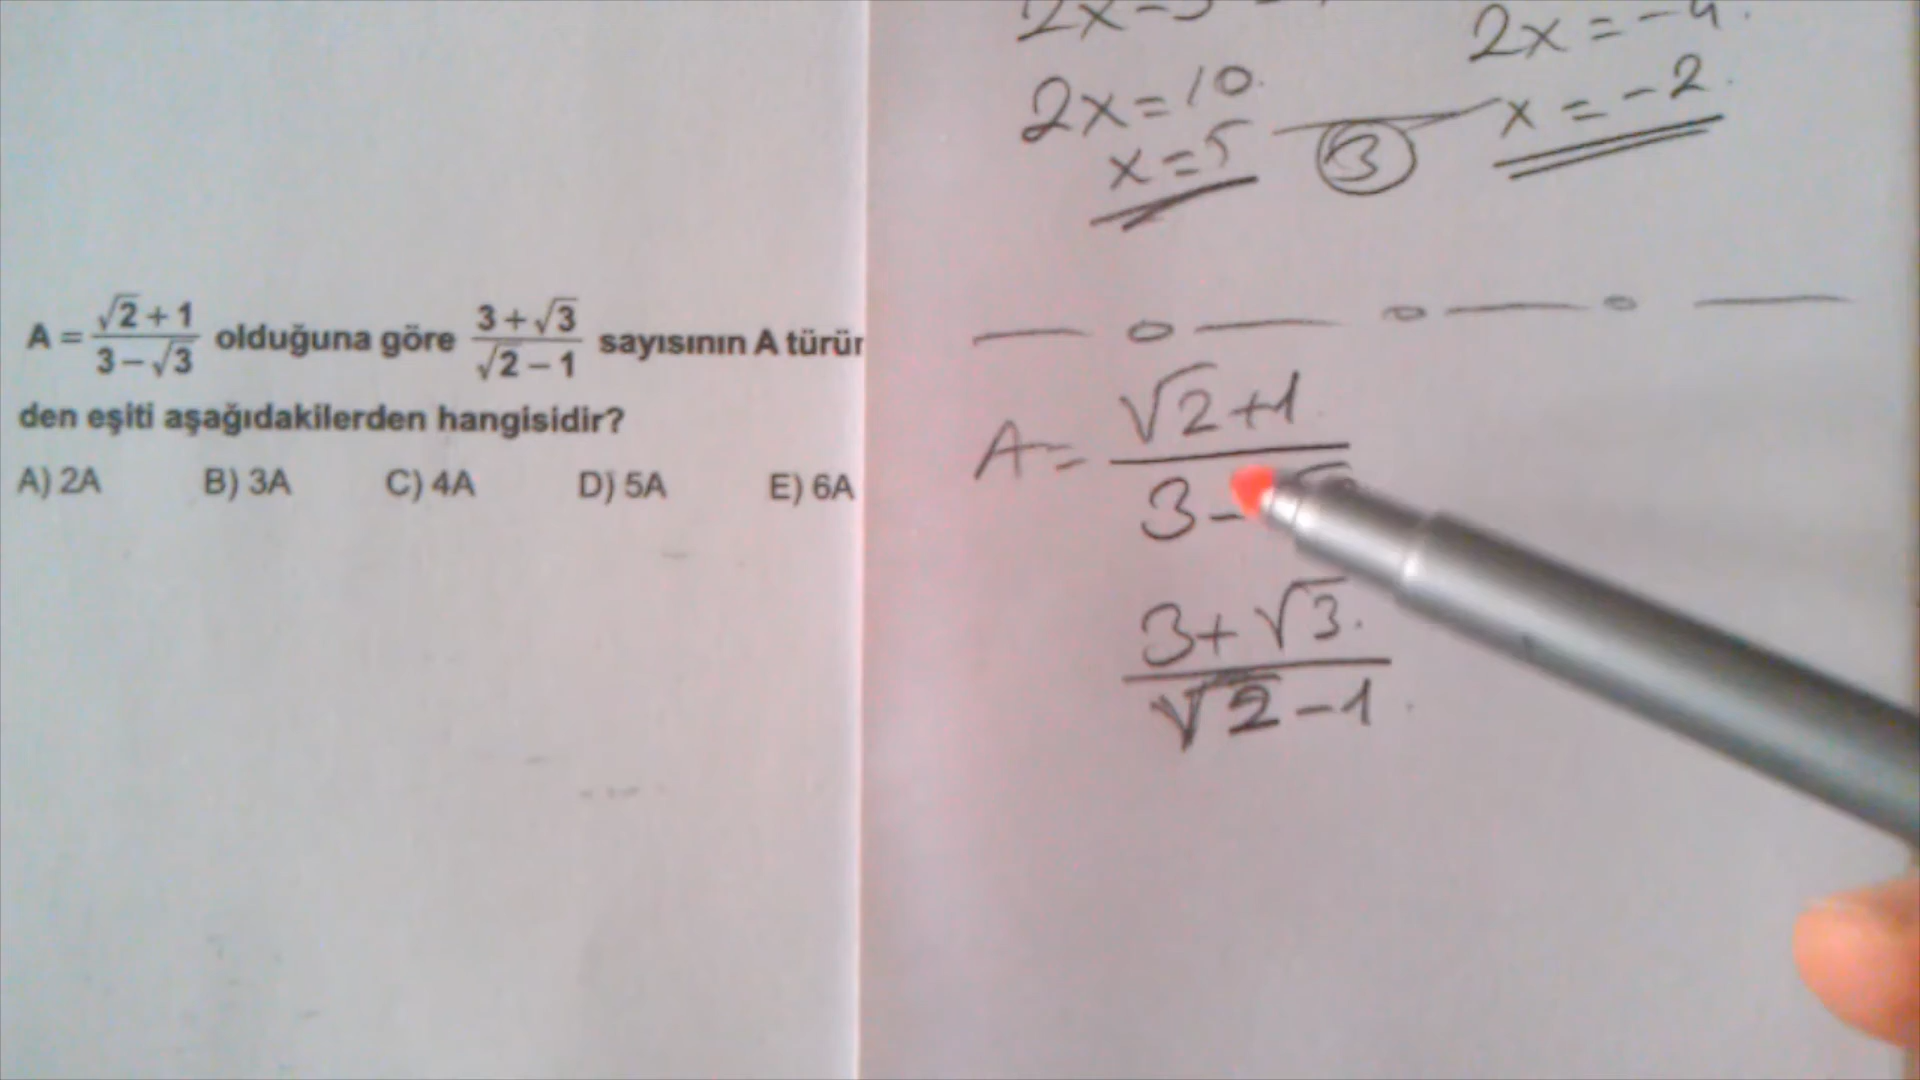 A = (√2 + 1)/(3 − √3) olduğuna göre (3 + √3)/(√2 − 1) sayısının A türün
den eşiti aşağıdakilerden hangisidir?
A) 2A B) 3A C) 4A D) 5A E) 6A
2x = 10
x = 5
3
2x = -4
x = -2
A = (√2+1)/(3-√
(3+√3)/(√2-1)